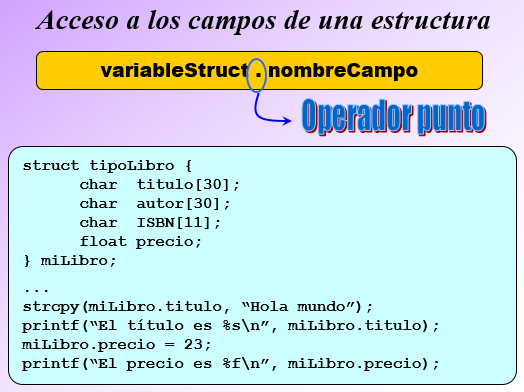 Acceso a los campos de una estructura
variableStruct . nombreCampo
Operador punto
struct tipoLibro {
char titulo[30];
char autor[30];
char ISBN[11];
float precio;
} miLibro;
...
strcpy(miLibro.titulo, “Hola mundo”);
printf(“El título es %s\n”, miLibro.titulo);
miLibro.precio = 23;
printf(“El precio es %f\n”, miLibro.precio);